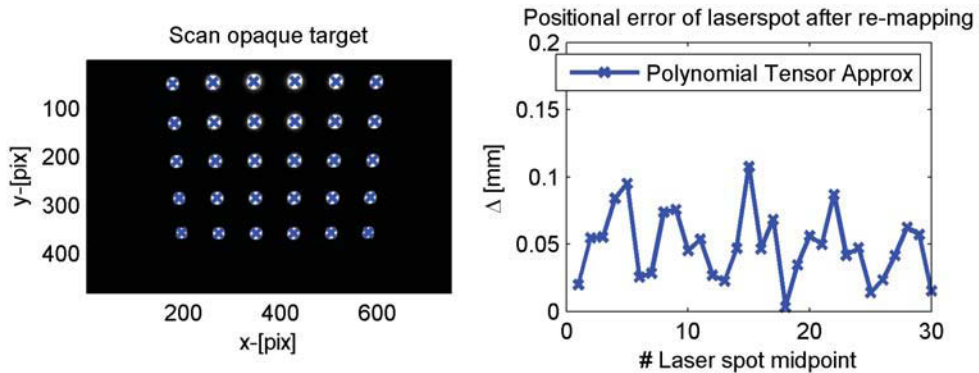 Scan opaque target
y-[pix]
100
200
300
400
200 400 600
x-[pix]
Positional error of laserspot after re-mapping
Polynomial Tensor Approx
Δ [mm]
0.2
0.15
0.1
0.05
0
0 10 20 30
# Laser spot midpoint